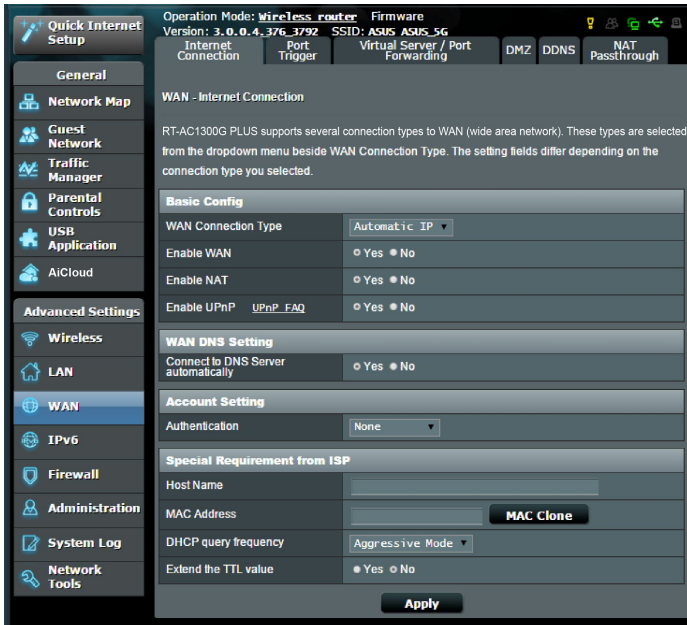 Quick Internet
Setup
General
Network Map
Guest
Network
Traffic
Manager
Parental
Controls
USB
Application
AiCloud
Advanced Settings
Wireless
LAN
WAN
IPv6
Firewall
Administration
System Log
Network
Tools
Operation Mode: Wireless router Firmware
Version: 3.0.0.4.376_3792 SSID: ASUS ASUS_5G
Internet
Connection
Port
Trigger
Virtual Server / Port
Forwarding
DMZ
DDNS
NAT
Passthrough
WAN - Internet Connection
RT-AC1300G PLUS supports several connection types to WAN (wide area network). These types are selected
from the dropdown menu beside WAN Connection Type. The setting fields differ depending on the
connection type you selected.
Basic Config
WAN Connection Type Automatic IP
Enable WAN Yes No
Enable NAT Yes No
Enable UPnP UPnP FAQ Yes No
WAN DNS Setting
Connect to DNS Server
automatically Yes No
Account Setting
Authentication None
Special Requirement from ISP
Host Name
MAC Address MAC Clone
DHCP query frequency Aggressive Mode
Extend the TTL value Yes No
Apply